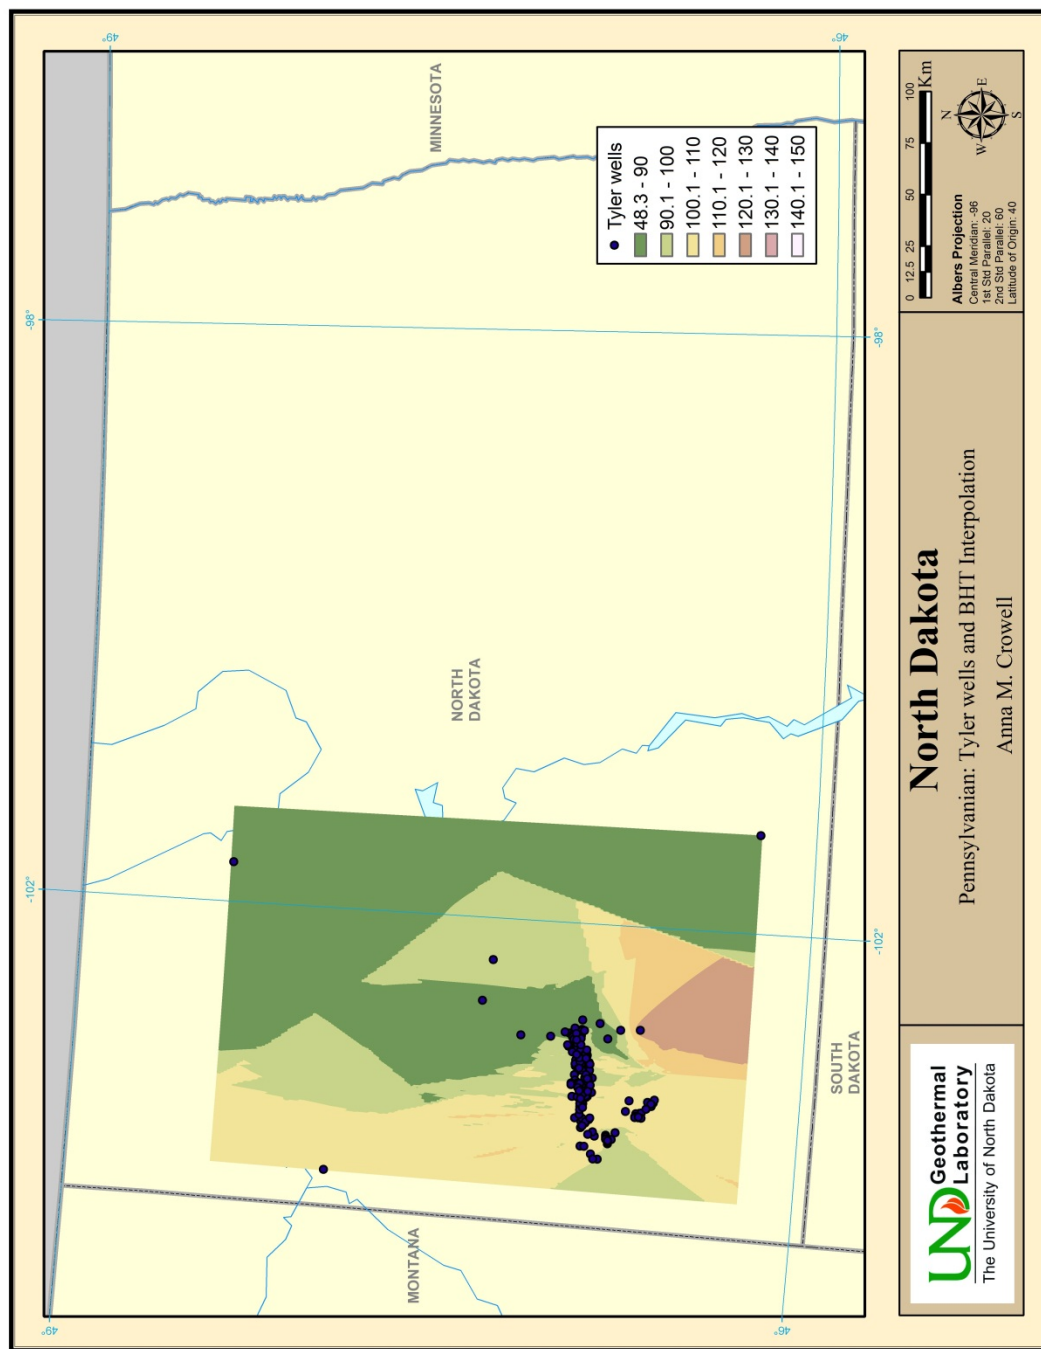 49°
46°
MINNESOTA
-98°
-98°
NORTH
DAKOTA
-102°
-102°
SOUTH
DAKOTA
MONTANA
49°
46°
Tyler wells
48.3 - 90
90.1 - 100
100.1 - 110
110.1 - 120
120.1 - 130
130.1 - 140
140.1 - 150
UND Geothermal
Laboratory
The University of North Dakota
North Dakota
Pennsylvanian: Tyler wells and BHT Interpolation
Anna M. Crowell
0 12.5 25 50 75 100
Km
Albers Projection
Central Meridian: -96
1st Std Parallel: 20
2nd Std Parallel: 60
Latitude of Origin: 40
N
W E
S